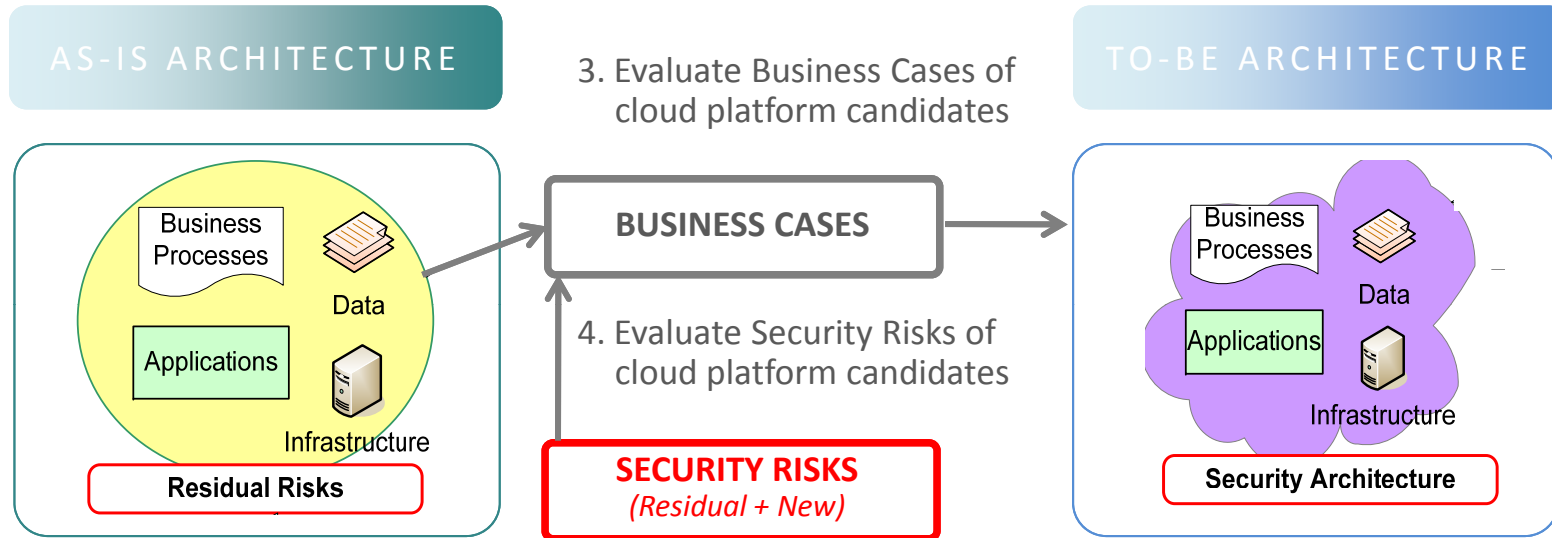 AS-IS ARCHITECTURE
3. Evaluate Business Cases of
cloud platform candidates
TO-BE ARCHITECTURE
Business
Processes
Data
Applications
Infrastructure
Residual Risks
BUSINESS CASES
4. Evaluate Security Risks of
cloud platform candidates
SECURITY RISKS
(Residual + New)
Business
Processes
Data
Applications
Infrastructure
Security Architecture